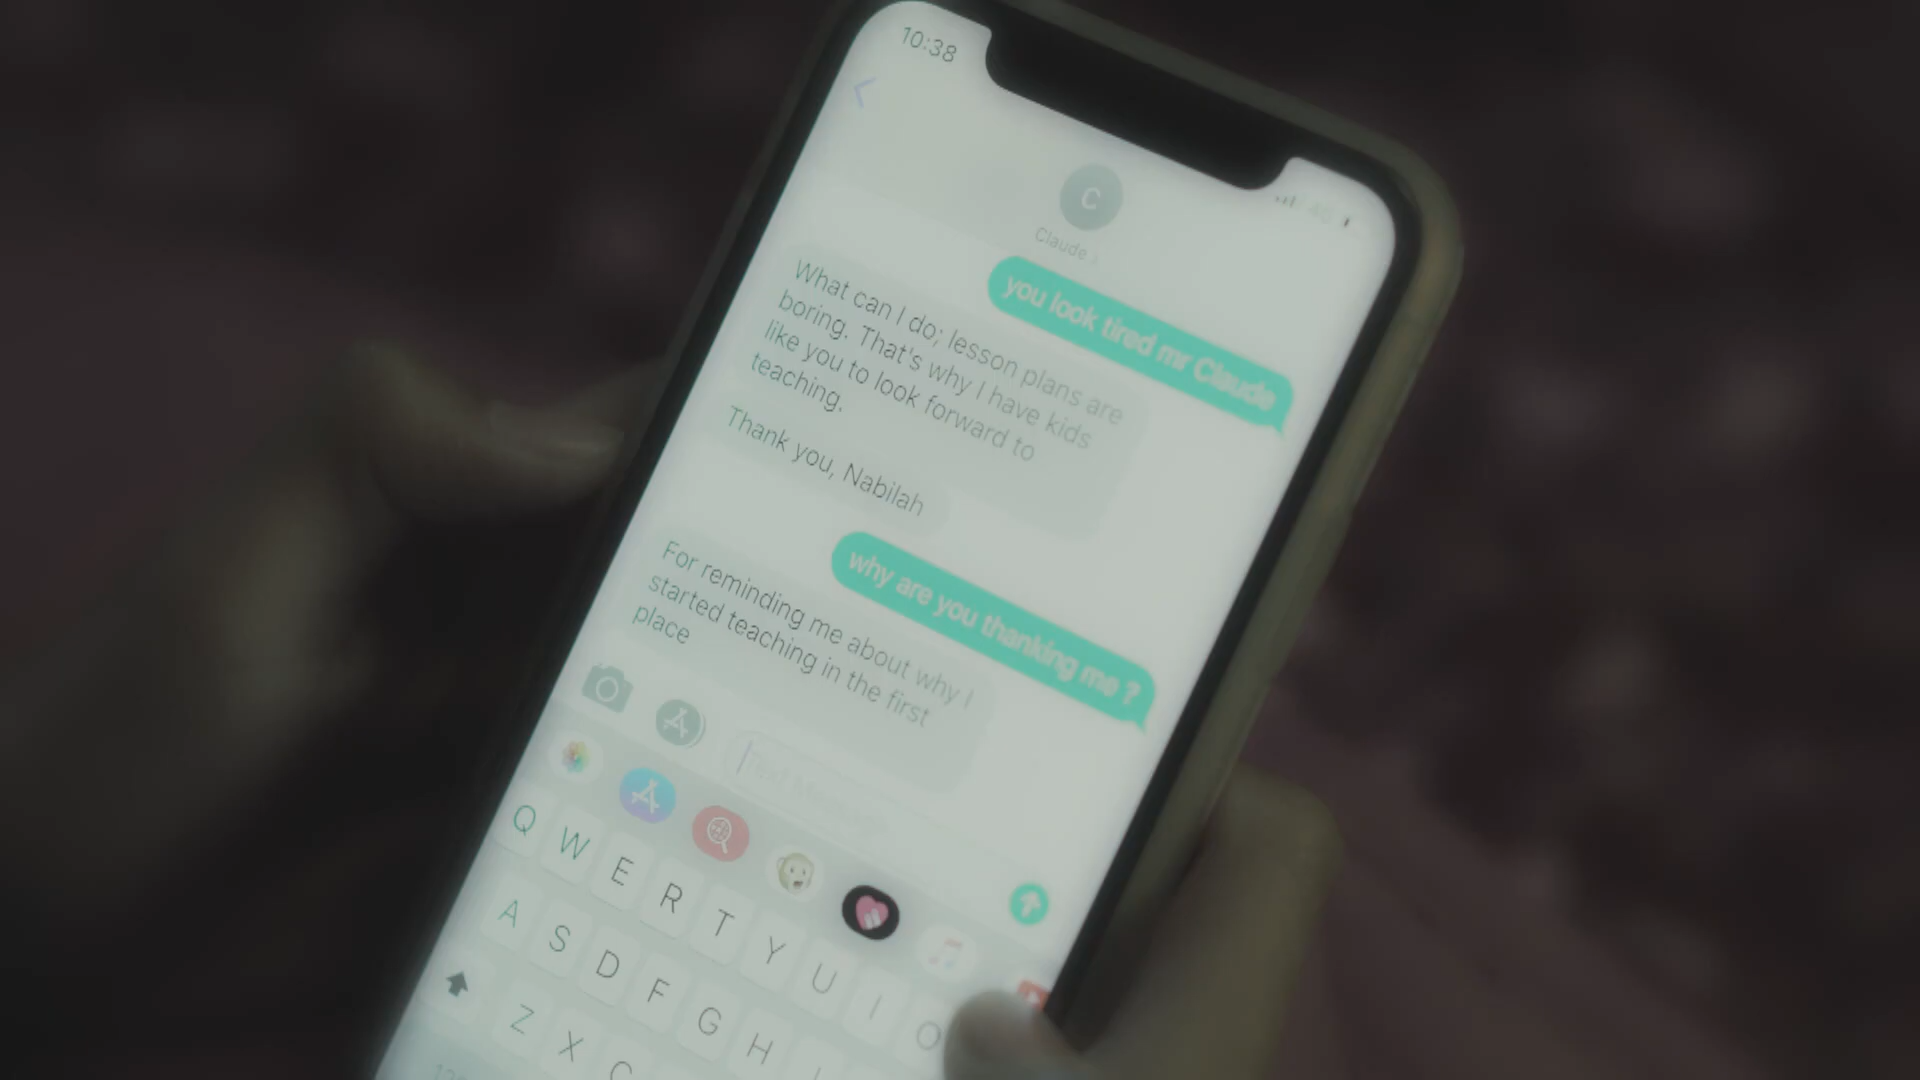 10:38
C
Claude
you look tired mr Claude
What can I do; lesson plans are
boring. That's why I have kids
like you to look forward to
teaching.
Thank you, Nabilah
why are you thanking me ?
For reminding me about why I
started teaching in the first
place
Text Message
Q W E R T Y U I O
A S D F G H
Z X C